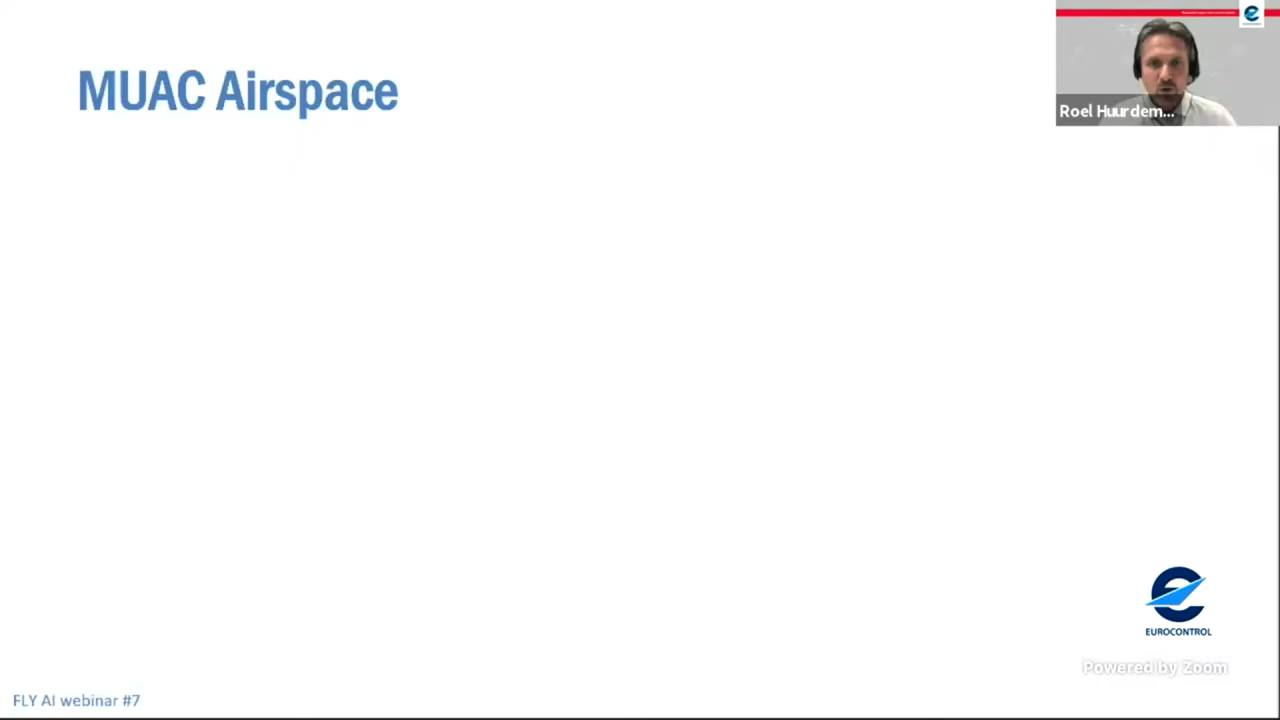 MUAC Airspace
Roel Huurdem...
EUROCONTROL
Powered by Zoom
FLY AI webinar #7